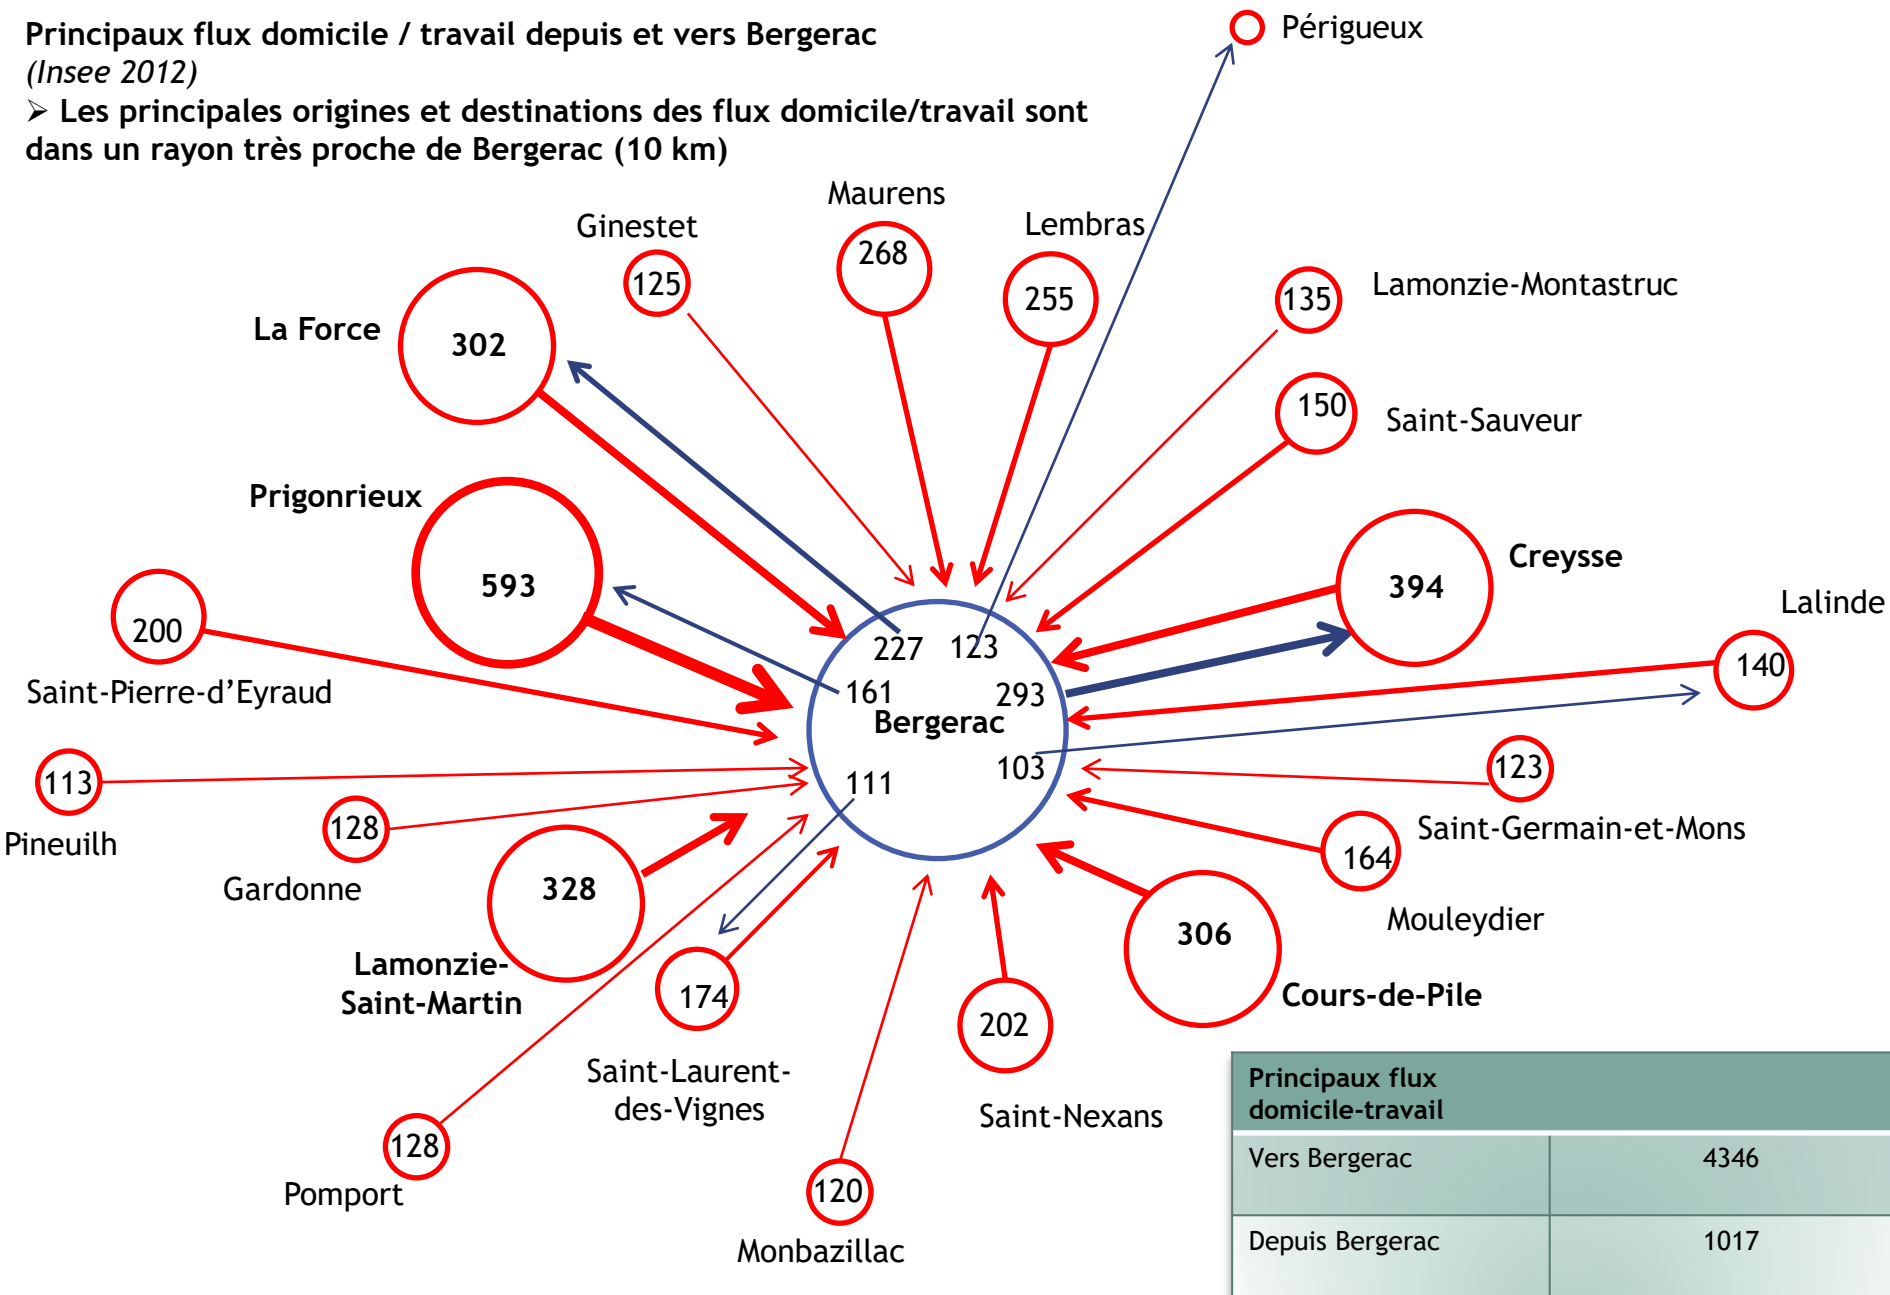 Principaux flux domicile / travail depuis et vers Bergerac
(Insee 2012)
➢ Les principales origines et destinations des flux domicile/travail sont
dans un rayon très proche de Bergerac (10 km)
Périgueux
Maurens
268
Ginestet
125
Lembras
255
Lamonzie-Montastruc
135
La Force
302
Saint-Sauveur
150
Prigonrieux
593
Creysse
394
Lalinde
140
200
Saint-Pierre-d’Eyraud
227
123
161
293
Bergerac
103
111
113
Pineuilh
128
Gardonne
123
Saint-Germain-et-Mons
164
Mouleydier
328
Lamonzie-
Saint-Martin
306
Cours-de-Pile
174
Saint-Laurent-
des-Vignes
202
Saint-Nexans
128
Pomport
120
Monbazillac
Principaux flux
domicile-travail
Vers Bergerac 4346
Depuis Bergerac 1017